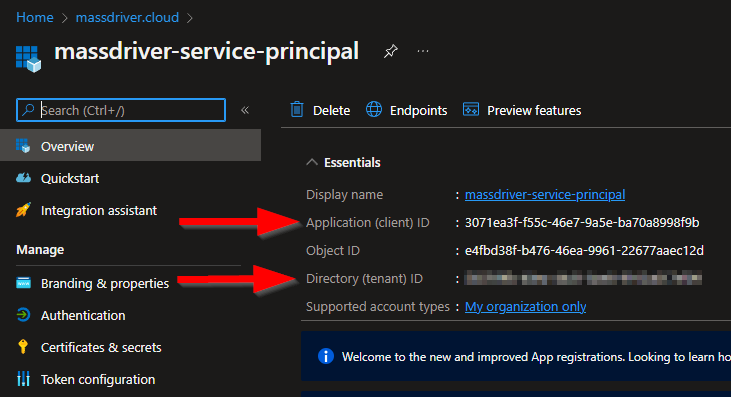 Home > massdriver.cloud >
massdriver-service-principal
Search (Ctrl+/)
«
Delete
Endpoints
Preview features
Overview
Quickstart
Integration assistant
Manage
Branding & properties
Authentication
Certificates & secrets
Token configuration
Essentials
Display name : massdriver-service-principal
Application (client) ID : 3071ea3f-f55c-46e7-9a5e-ba70a8998f9b
Object ID : e4fbd38f-b476-46ea-9961-22677aaec12d
Directory (tenant) ID :
Supported account types : My organization only
Welcome to the new and improved App registrations. Looking to learn